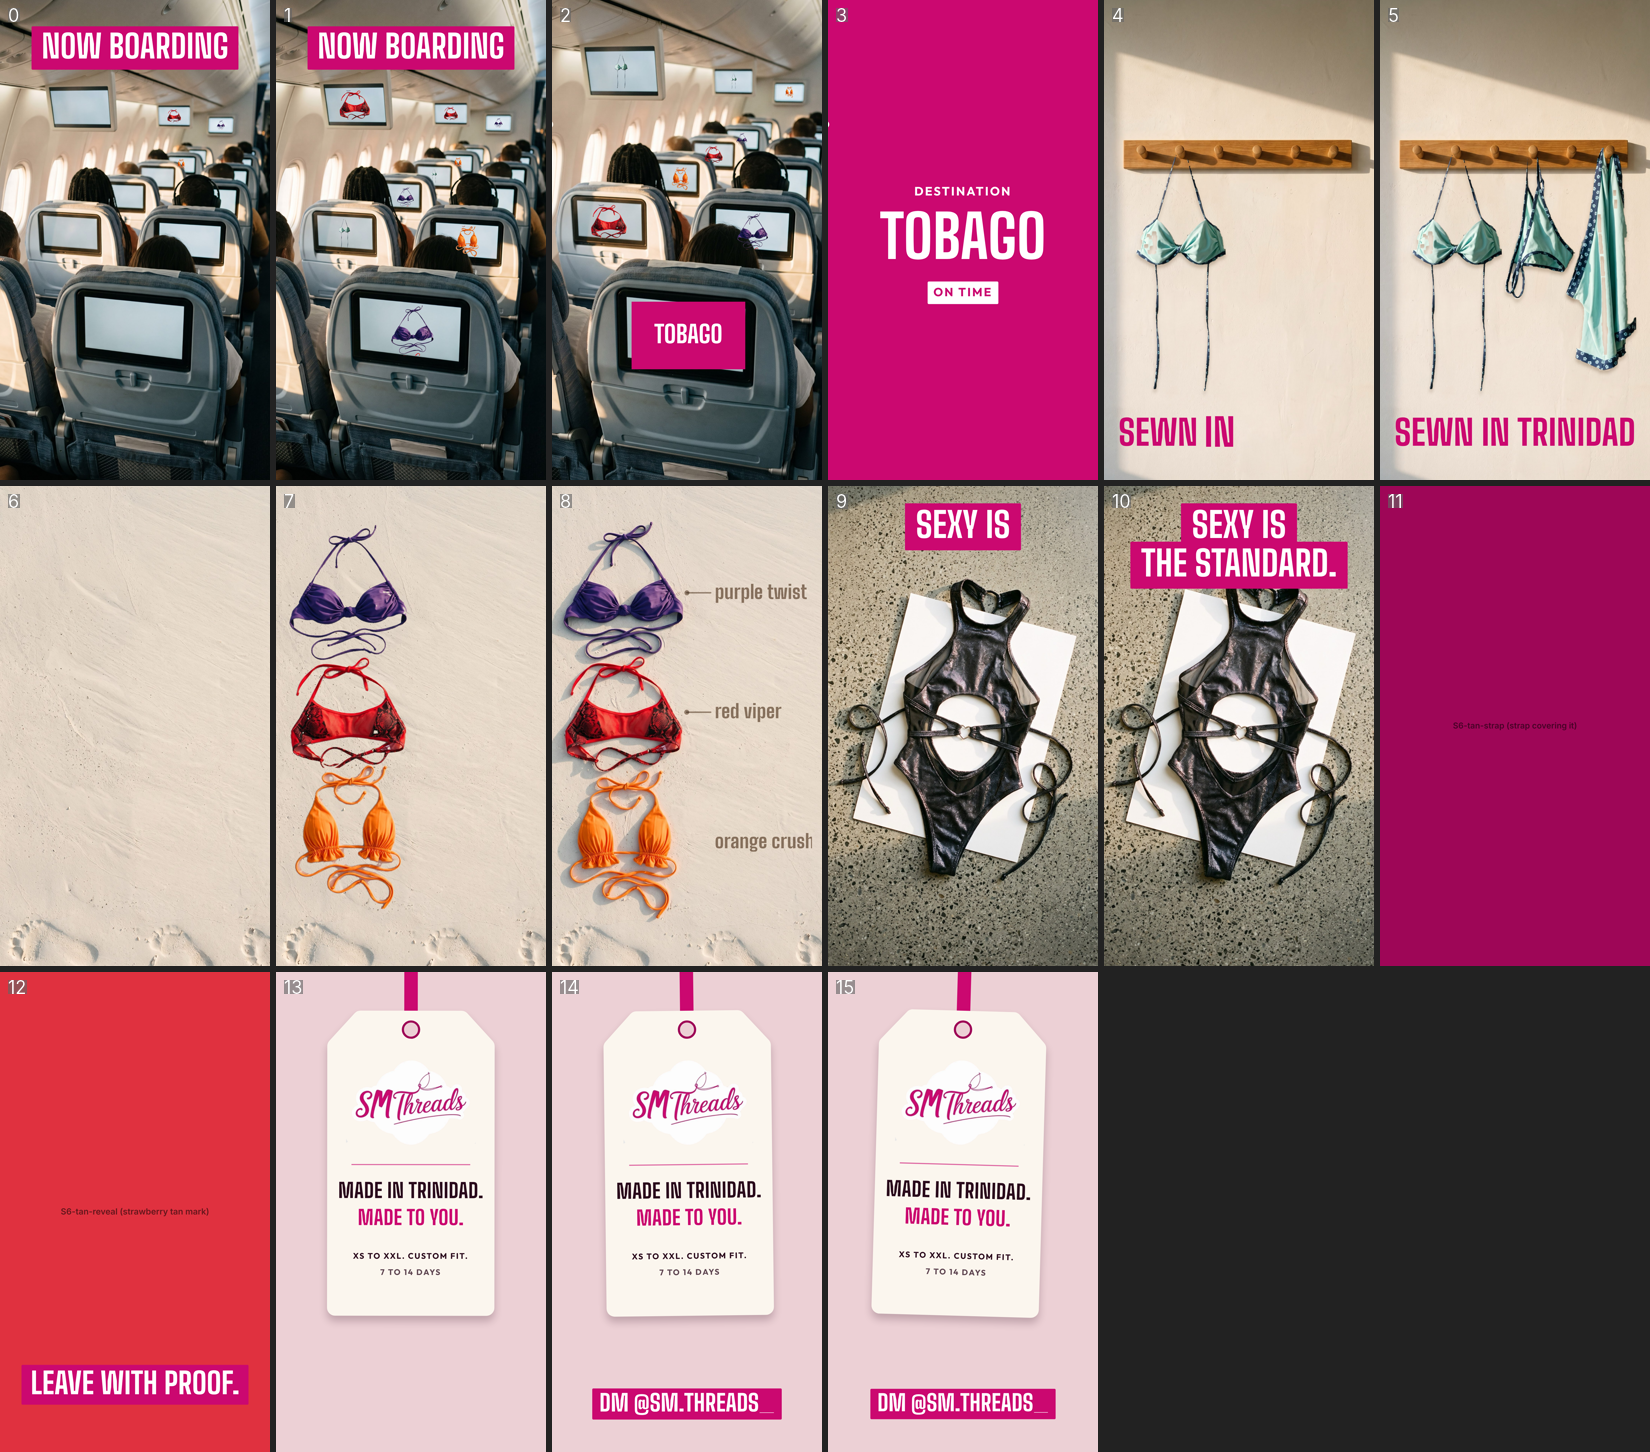 0
NOW BOARDING
1
NOW BOARDING
2
TOBAGO
3
DESTINATION
TOBAGO
ON TIME
4
SEWN IN
5
SEWN IN TRINIDAD
6
7
8
purple twist
red viper
orange crush
9
SEXY IS
10
SEXY IS
THE STANDARD.
11
S6-tan-strap (strap covering it)
12
S6-tan-reveal (strawberry tan mark)
LEAVE WITH PROOF.
13
SM Threads
MADE IN TRINIDAD.
MADE TO YOU.
XS TO XXL. CUSTOM FIT.
7 TO 14 DAYS
14
SM Threads
MADE IN TRINIDAD.
MADE TO YOU.
XS TO XXL. CUSTOM FIT.
7 TO 14 DAYS
DM @SM.THREADS_
15
SM Threads
MADE IN TRINIDAD.
MADE TO YOU.
XS TO XXL. CUSTOM FIT.
7 TO 14 DAYS
DM @SM.THREADS_